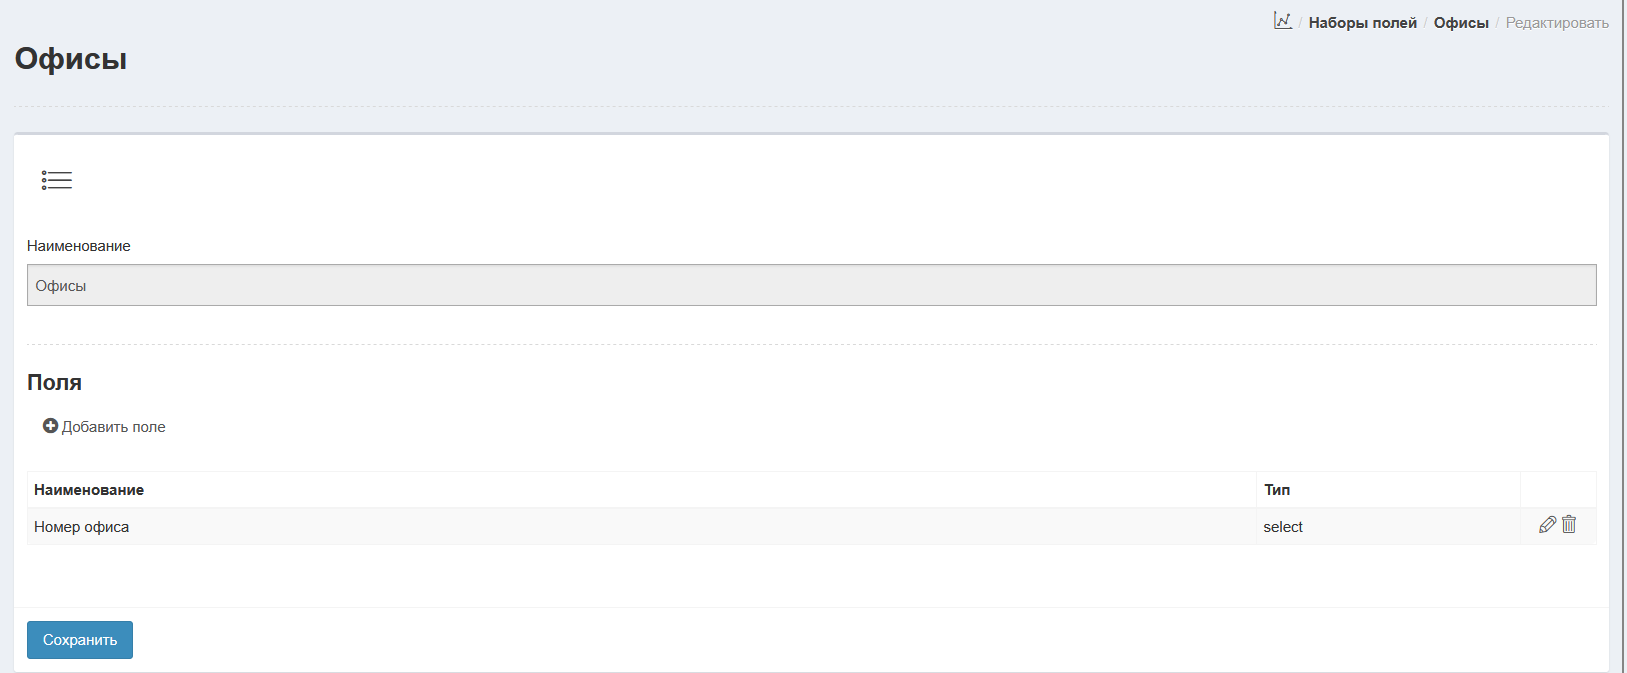 / Наборы полей / Офисы / Редактировать
Офисы
Наименование
Офисы
Поля
Добавить поле
Наименование Тип
Номер офиса select
Сохранить